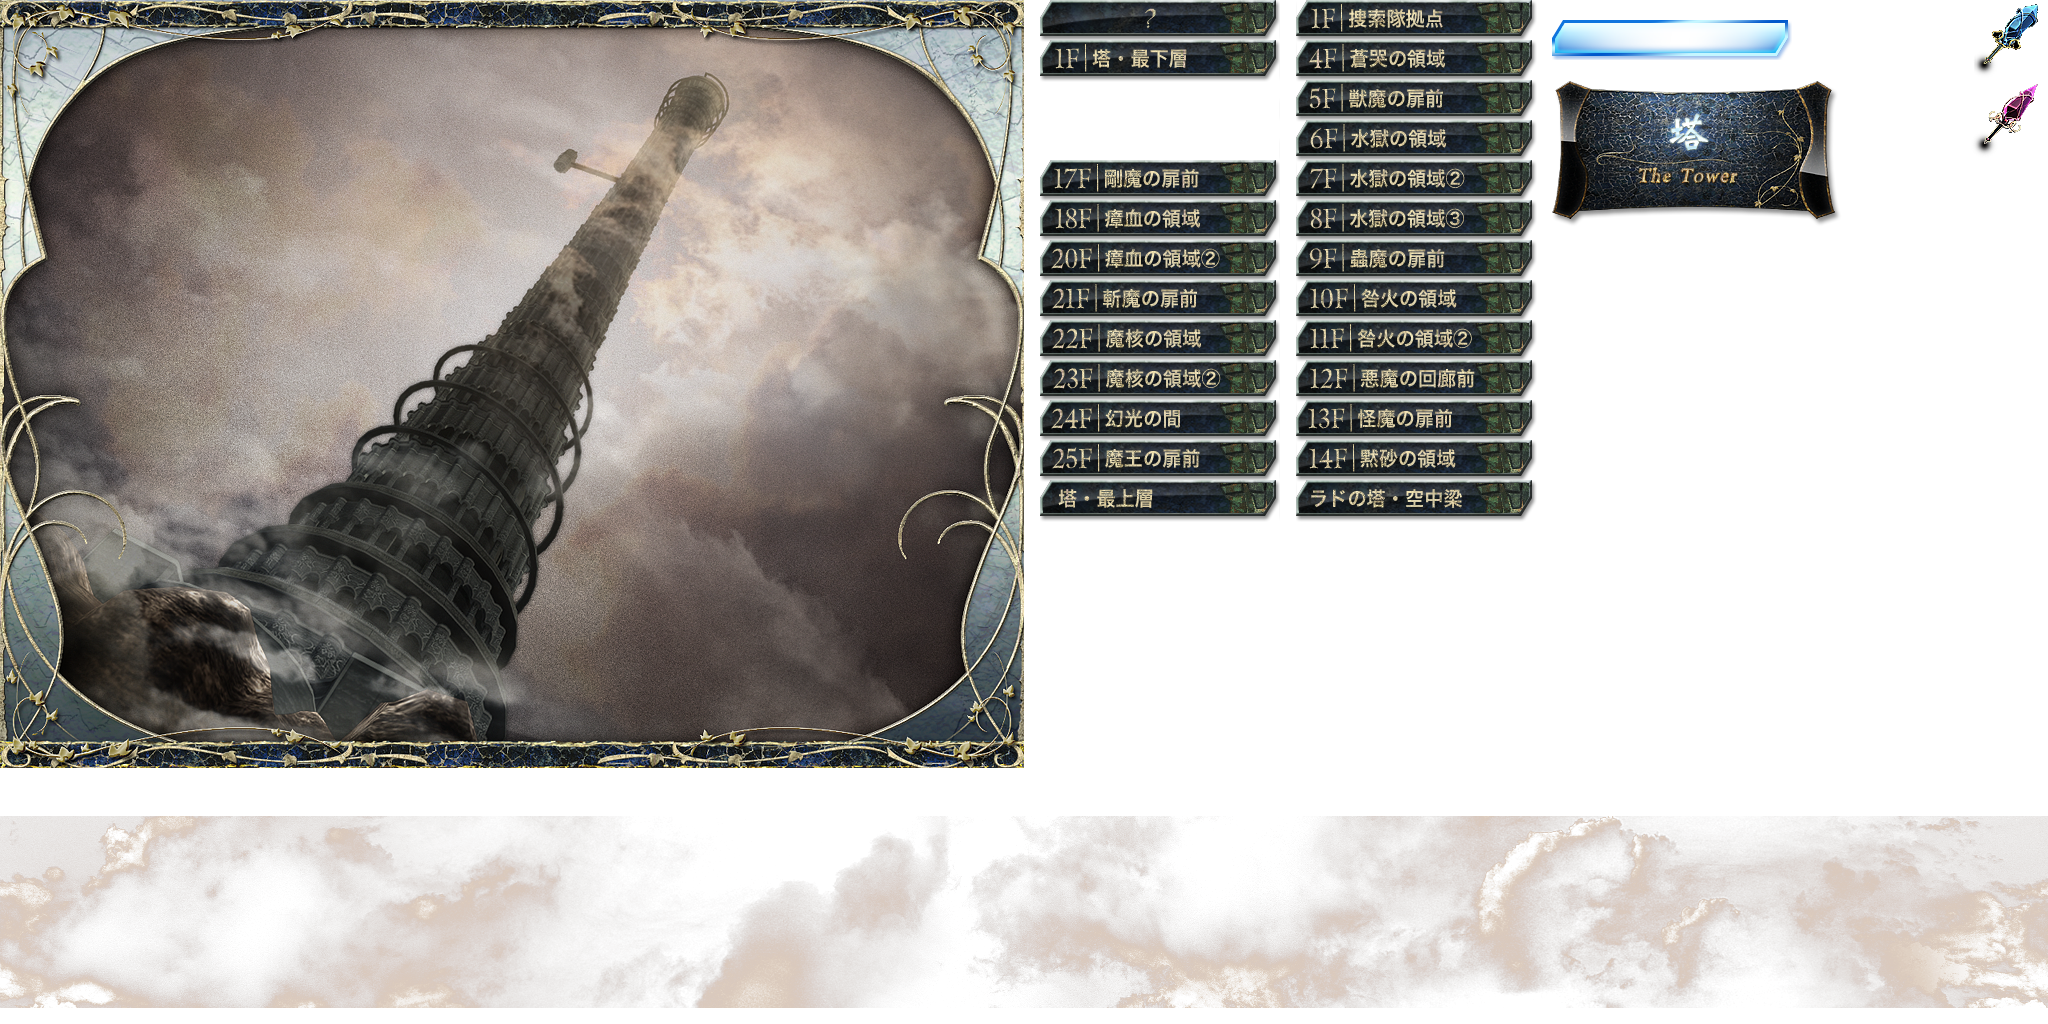 ?
1F 塔・最下層
17F 剛魔の扉前
18F 瘴血の領域
20F 瘴血の領域②
21F 斬魔の扉前
22F 魔核の領域
23F 魔核の領域②
24F 幻光の間
25F 魔王の扉前
塔・最上層
1F 捜索隊拠点
4F 蒼哭の領域
5F 獣魔の扉前
6F 水獄の領域
7F 水獄の領域②
8F 水獄の領域③
9F 蟲魔の扉前
10F 咎火の領域
11F 咎火の領域②
12F 悪魔の回廊前
13F 怪魔の扉前
14F 黙砂の領域
ラドの塔・空中梁
塔
The Tower